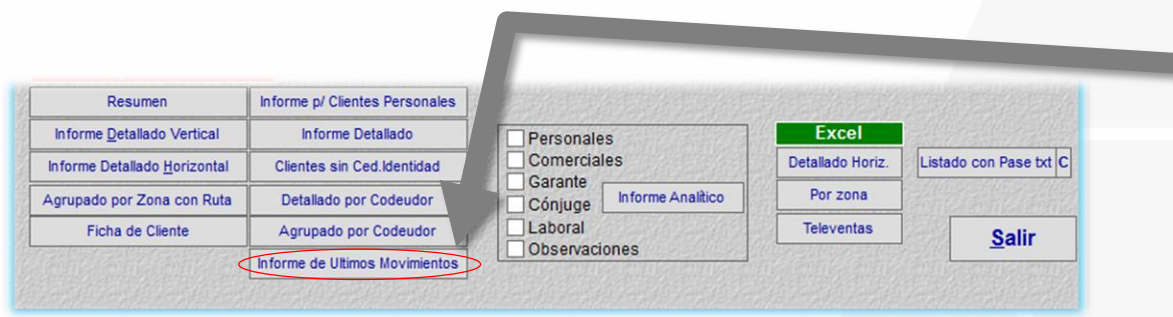 Resumen
Informe p/ Clientes Personales
Informe Detallado Vertical
Informe Detallado
Informe Detallado Horizontal
Clientes sin Ced.Identidad
Agrupado por Zona con Ruta
Detallado por Codeudor
Ficha de Cliente
Agrupado por Codeudor
Informe de Ultimos Movimientos
Personales
Comerciales
Garante
Cónjuge
Laboral
Observaciones
Informe Analítico
Excel
Detallado Horiz.
Por zona
Televentas
Listado con Pase txt C
Salir